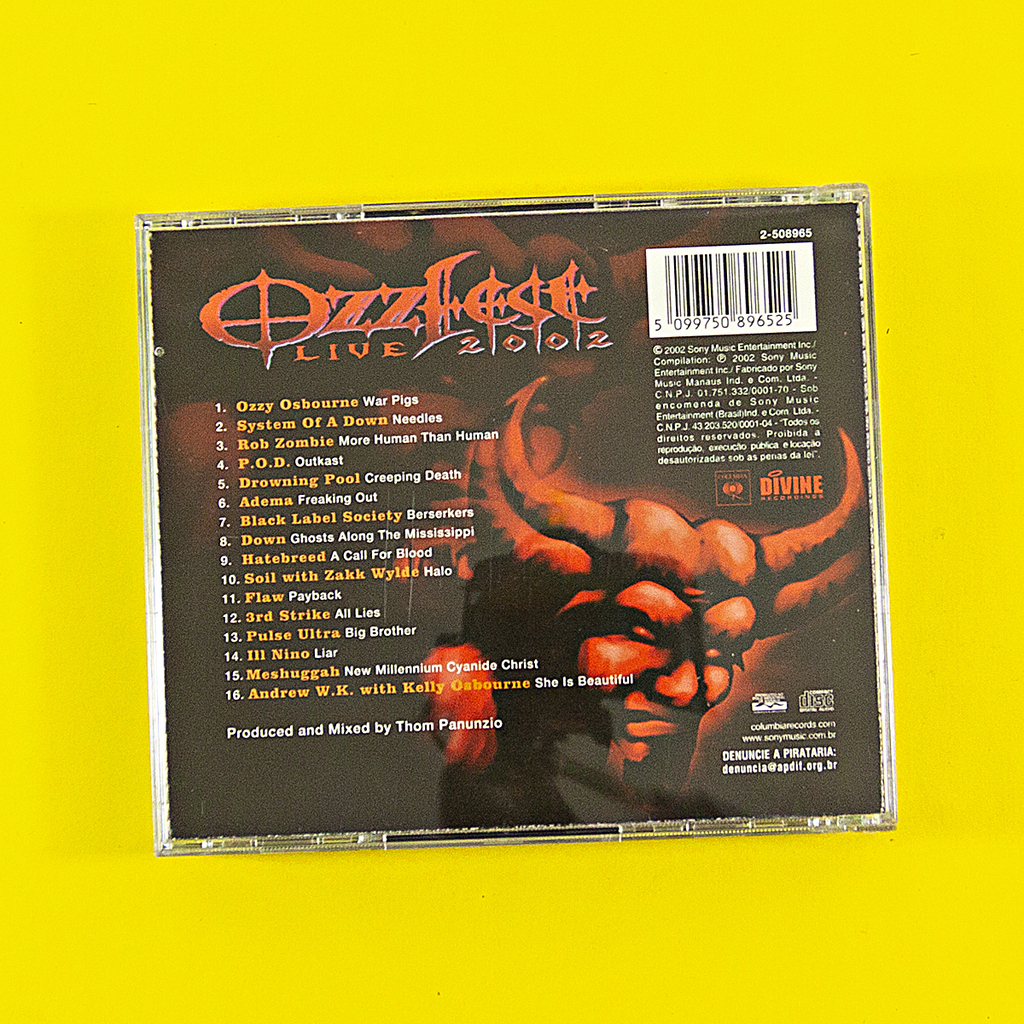 2-508965
5 099750 896525
OZZFEST
LIVE 2002
℗ 2002 Sony Music Entertainment Inc./
Compilation: ℗ 2002 Sony Music
Entertainment Inc./ Fabricado por Sony
Music Manaus Ind. e Com. Ltda. -
C.N.P.J. 01.751.332/0001-70 - Sob
encomenda de Sony Music
Entertainment (Brasil)Ind. e Com. Ltda. -
C.N.P.J. 43.203.520/0001-04 - "Todos os
direitos reservados. Proibida a
reprodução, execução pública e locação
desautorizadas sob as penas da lei".
COLUMBIA
DIVINE
RECORDINGS
1. Ozzy Osbourne War Pigs
2. System Of A Down Needles
3. Rob Zombie More Human Than Human
4. P.O.D. Outkast
5. Drowning Pool Creeping Death
6. Adema Freaking Out
7. Black Label Society Berserkers
8. Down Ghosts Along The Mississippi
9. Hatebreed A Call For Blood
10. Soil with Zakk Wylde Halo
11. Flaw Payback
12. 3rd Strike All Lies
13. Pulse Ultra Big Brother
14. Ill Nino Liar
15. Meshuggah New Millennium Cyanide Christ
16. Andrew W.K. with Kelly Osbourne She Is Beautiful
Produced and Mixed by Thom Panunzio
COMPACT
disc
DIGITAL AUDIO
columbiarecords.com
www.sonymusic.com.br
DENUNCIE A PIRATARIA:
denuncia@apdif.org.br